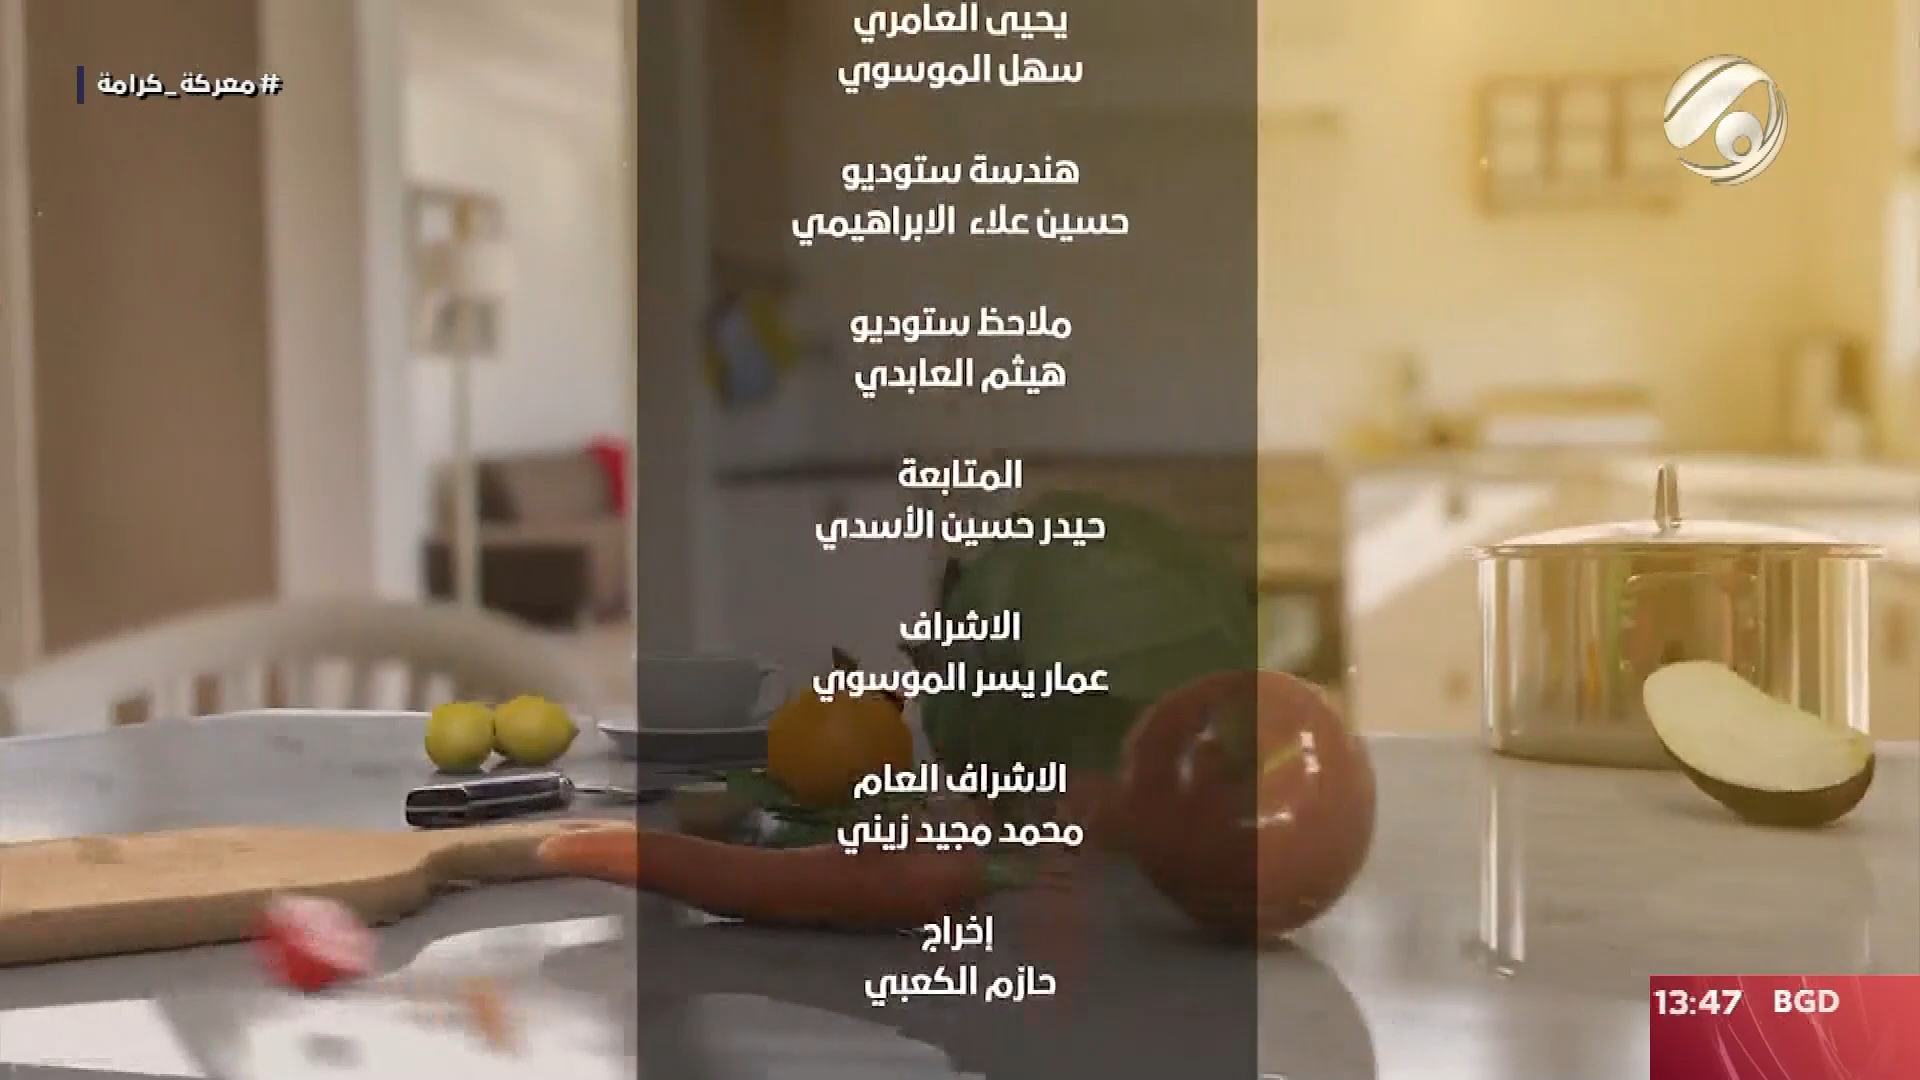 #معركة_كرامة
يحيى العامري
سهل الموسوي
هندسة ستوديو
حسين علاء الابراهيمي
ملاحظ ستوديو
هيثم العابدي
المتابعة
حيدر حسين الأسدي
الاشراف
عمار يسر الموسوي
الاشراف العام
محمد مجيد زيني
إخراج
حازم الكعبي
13:47 BGD